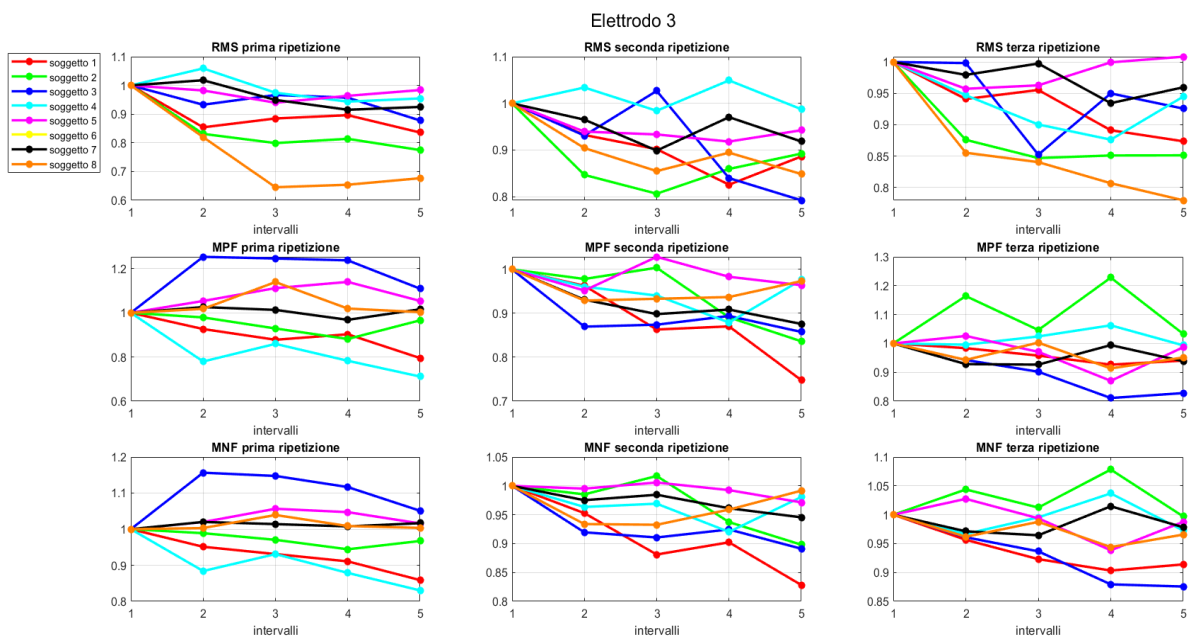 Elettrodo 3
soggetto 1
soggetto 2
soggetto 3
soggetto 4
soggetto 5
soggetto 6
soggetto 7
soggetto 8
RMS prima ripetizione
1.1
1
0.9
0.8
0.7
0.6
1 2 3 4 5
intervalli
RMS seconda ripetizione
1.1
1
0.9
0.8
1 2 3 4 5
intervalli
RMS terza ripetizione
1
0.95
0.9
0.85
0.8
1 2 3 4 5
intervalli
MPF prima ripetizione
1.2
1
0.8
0.6
1 2 3 4 5
intervalli
MPF seconda ripetizione
1
0.9
0.8
0.7
1 2 3 4 5
intervalli
MPF terza ripetizione
1.3
1.2
1.1
1
0.9
0.8
1 2 3 4 5
intervalli
MNF prima ripetizione
1.2
1.1
1
0.9
0.8
1 2 3 4 5
intervalli
MNF seconda ripetizione
1.05
1
0.95
0.9
0.85
0.8
1 2 3 4 5
intervalli
MNF terza ripetizione
1.1
1.05
1
0.95
0.9
0.85
1 2 3 4 5
intervalli